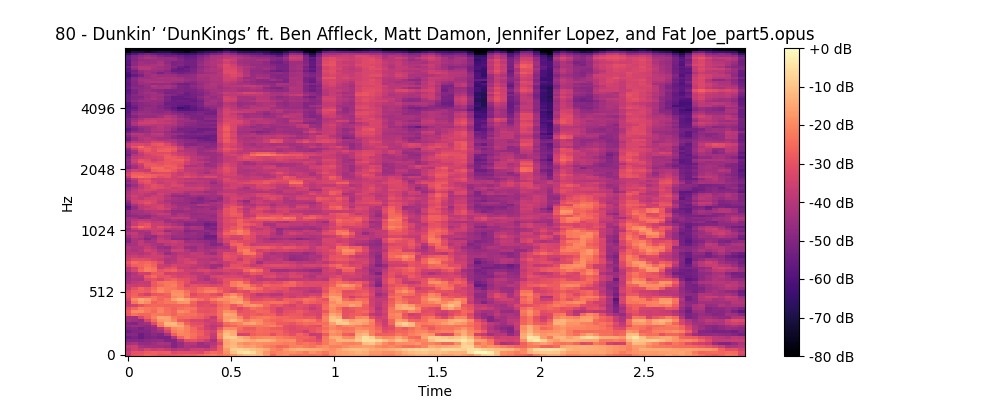 80 - Dunkin’ ‘DunKings’ ft. Ben Affleck, Matt Damon, Jennifer Lopez, and Fat Joe_part5.opus
Hz
4096
2048
1024
512
0
0
0.5
1
1.5
2
2.5
Time
+0 dB
-10 dB
-20 dB
-30 dB
-40 dB
-50 dB
-60 dB
-70 dB
-80 dB